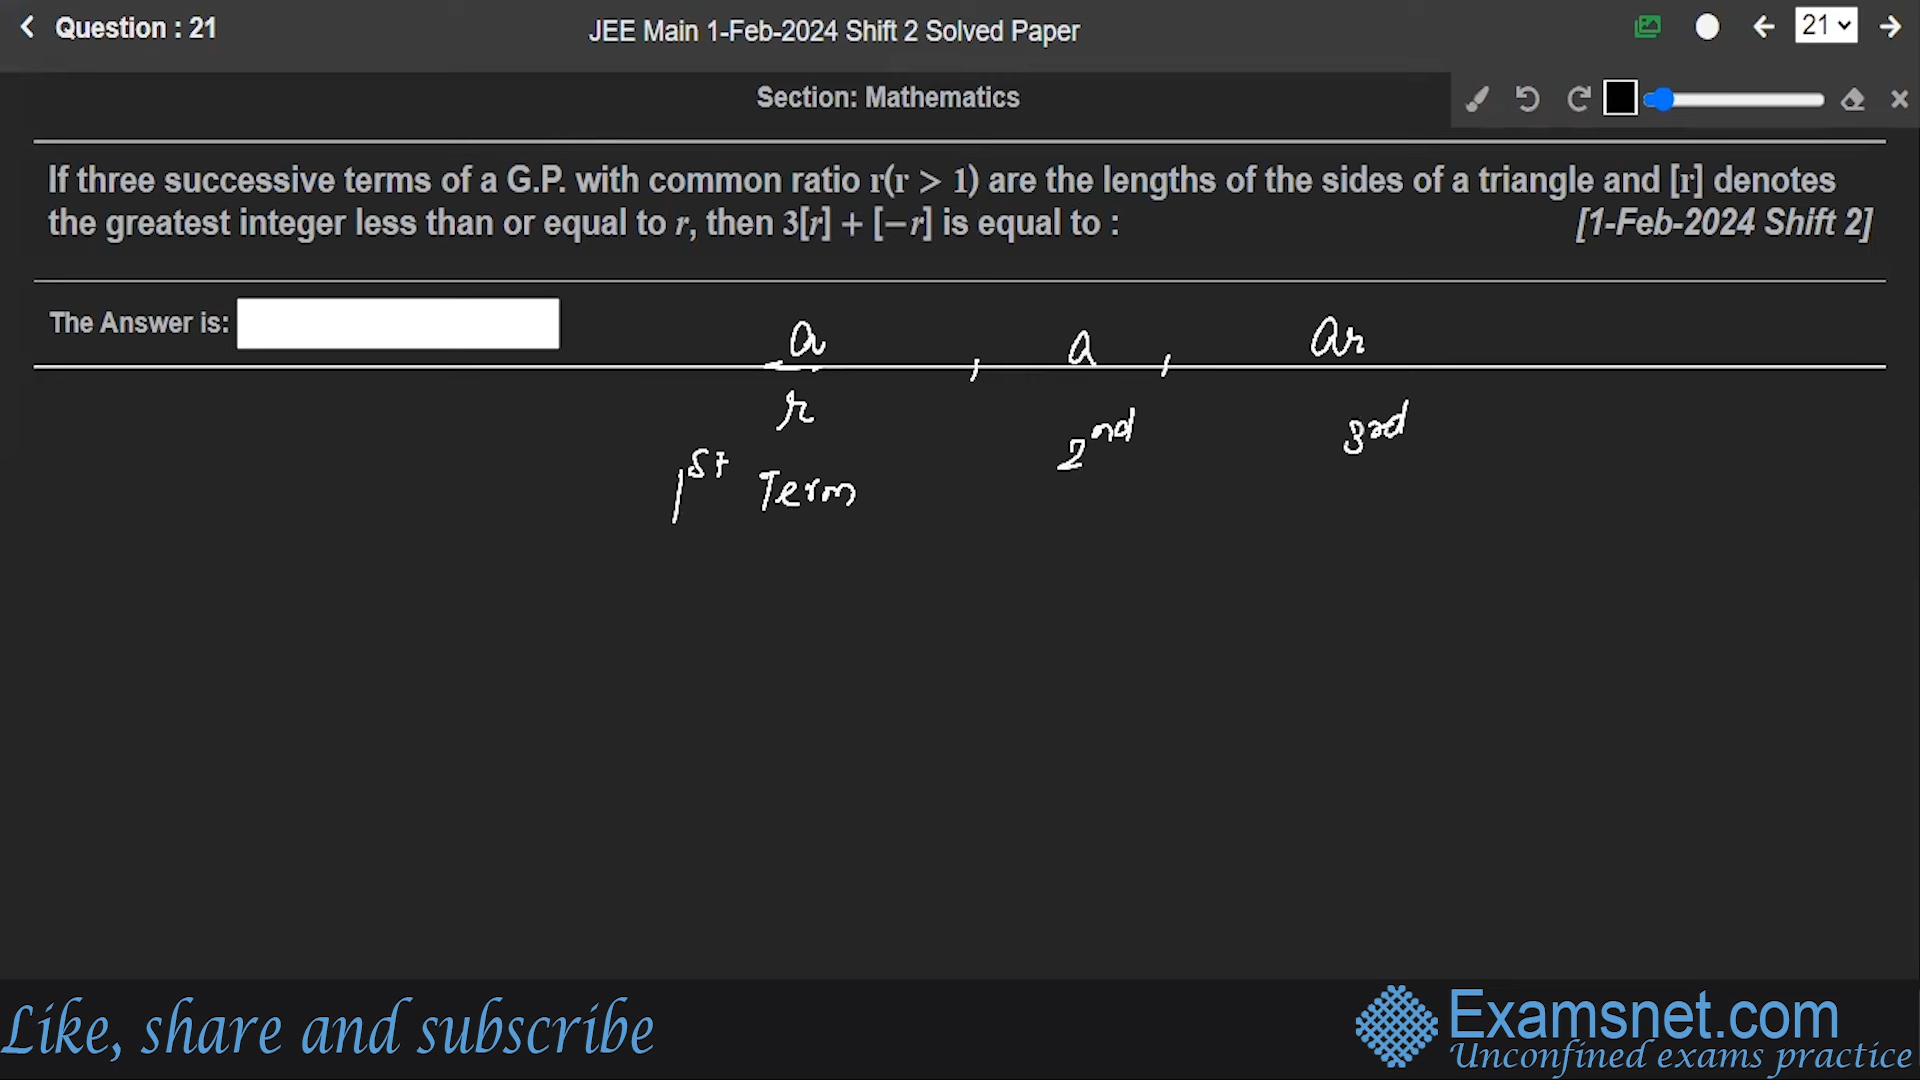 Question : 21
JEE Main 1-Feb-2024 Shift 2 Solved Paper
21
Section: Mathematics
If three successive terms of a G.P. with common ratio r(r > 1) are the lengths of the sides of a triangle and [r] denotes
the greatest integer less than or equal to r, then 3[r] + [−r] is equal to :
[1-Feb-2024 Shift 2]
The Answer is:
a/r , a , ar
1st Term 2nd 3rd
Like, share and subscribe
Examsnet.com
Unconfined exams practice